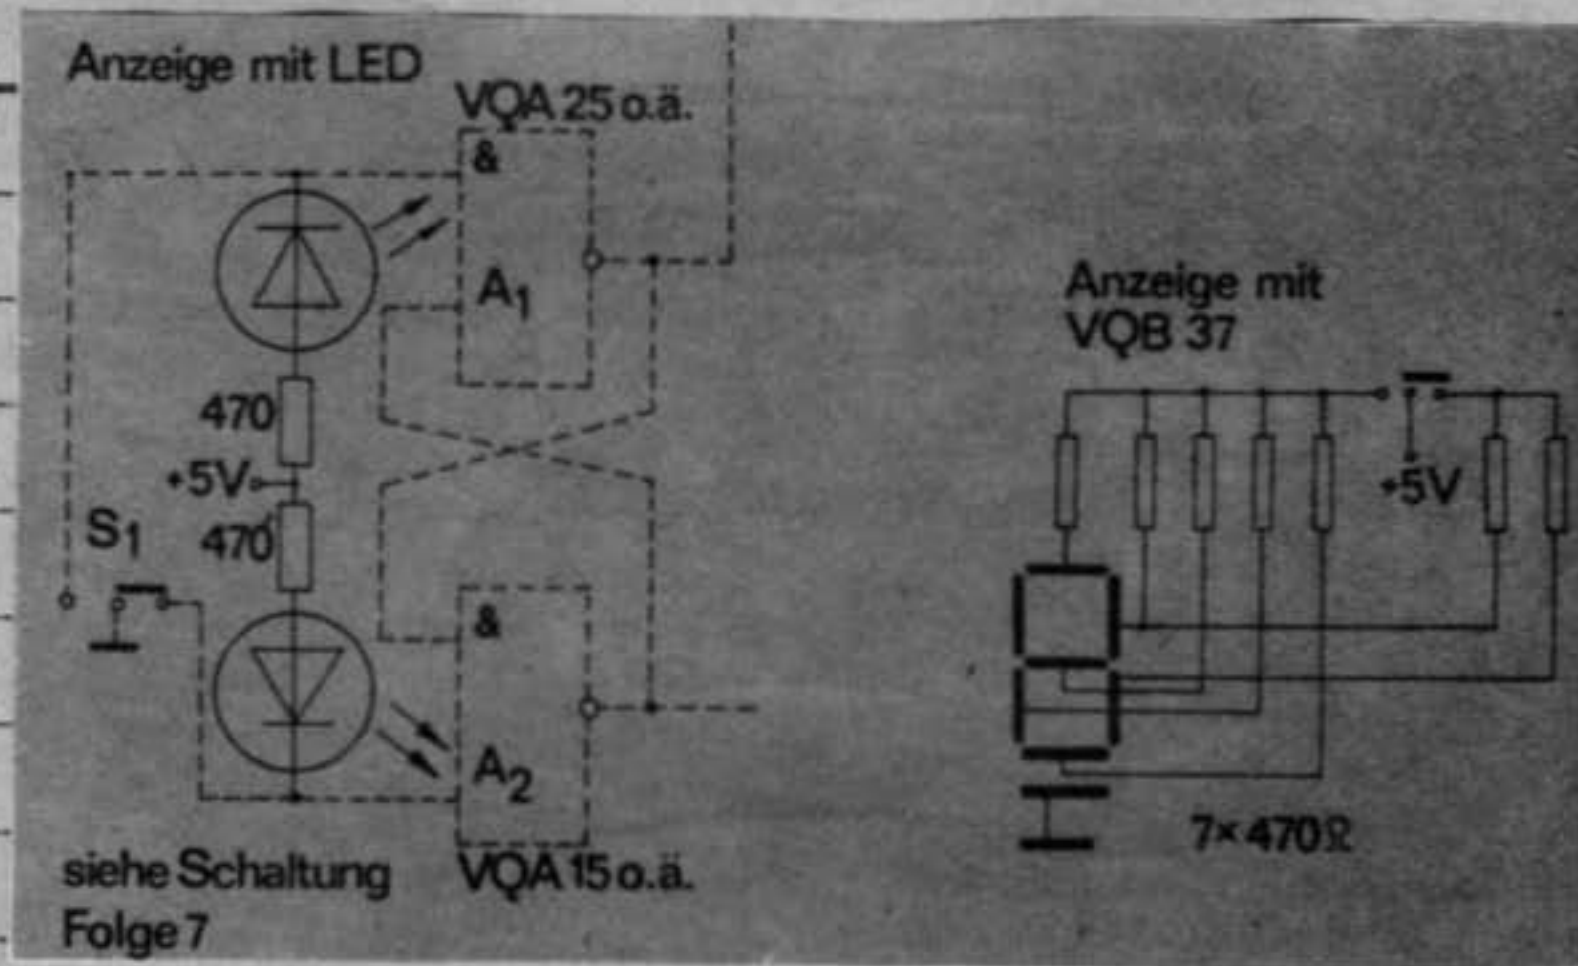 Anzeige mit LED
VQA 25 o.ä.
&
A1
470
+5V
S1
470
&
A2
siehe Schaltung
Folge 7
VQA 15 o.ä.
Anzeige mit
VQB 37
+5V
7×470Ω